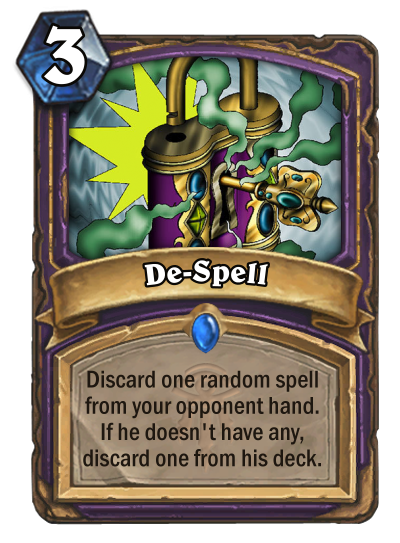 3
De-Spell
Discard one random spell
from your opponent hand.
If he doesn't have any,
discard one from his deck.